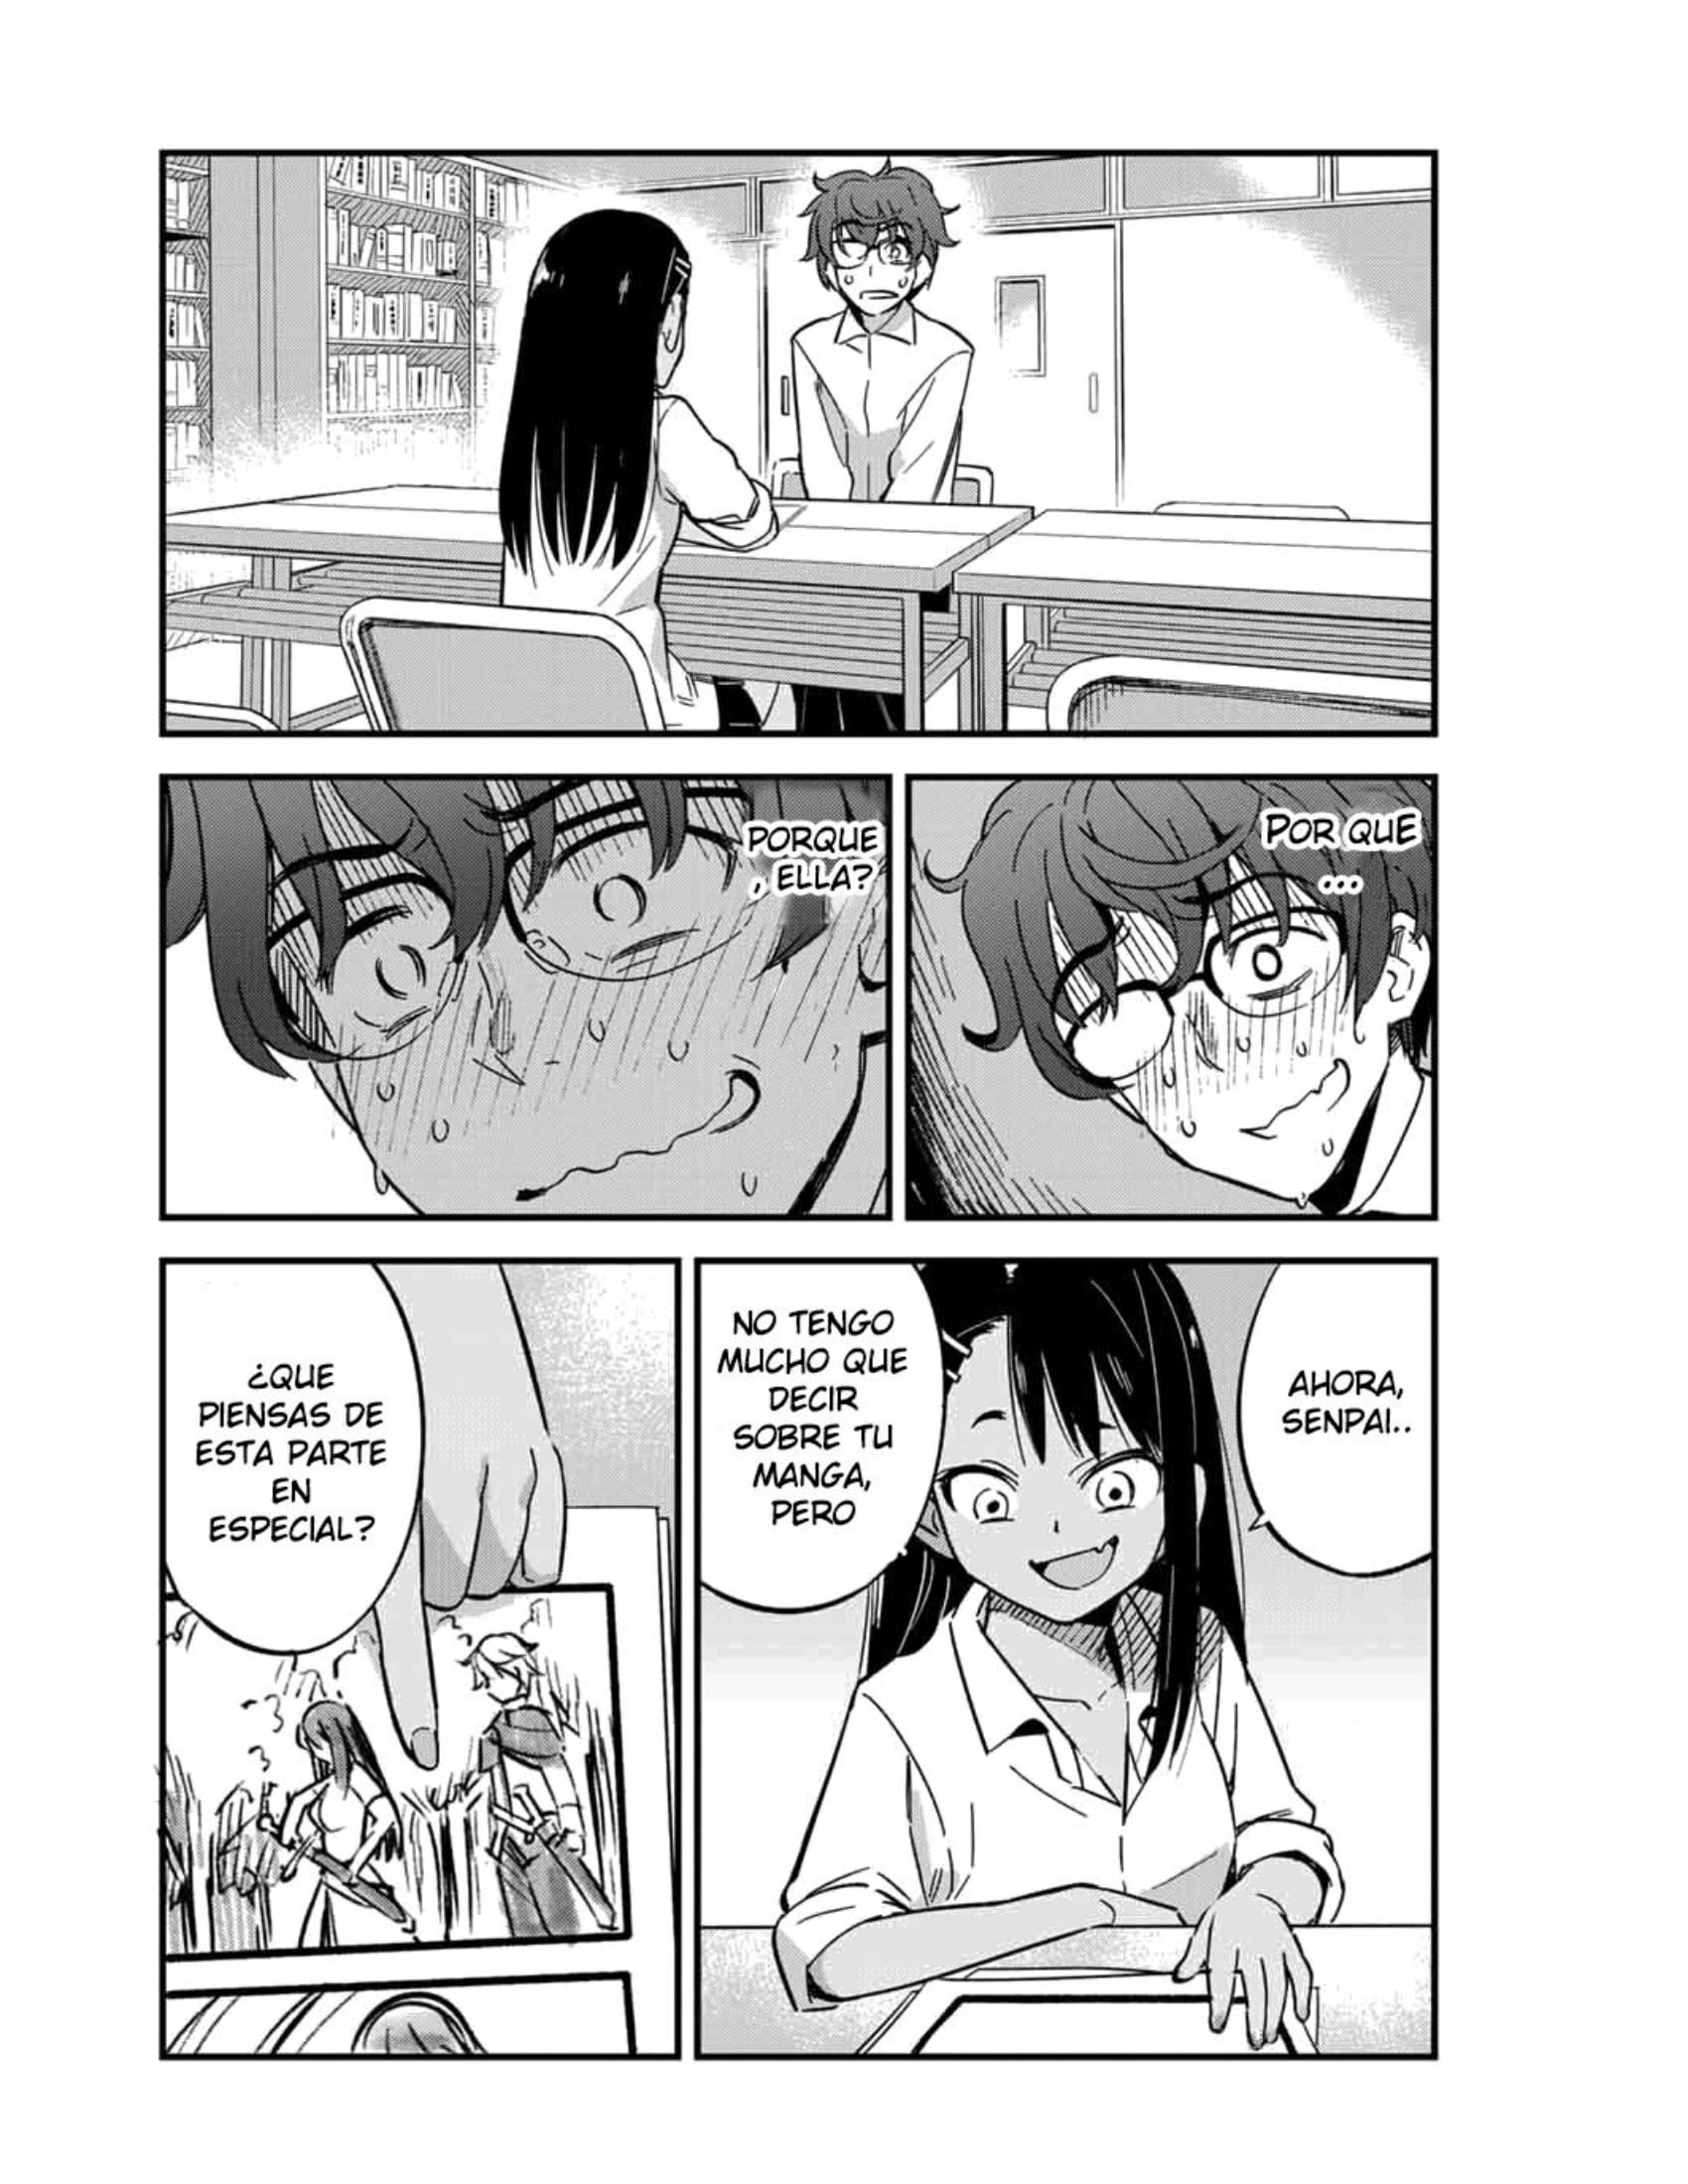 POR QUE
...
PORQUE
, ELLA?
AHORA,
SENPAI..
NO TENGO
MUCHO QUE
DECIR
SOBRE TU
MANGA,
PERO
¿QUE
PIENSAS DE
ESTA PARTE
EN
ESPECIAL?